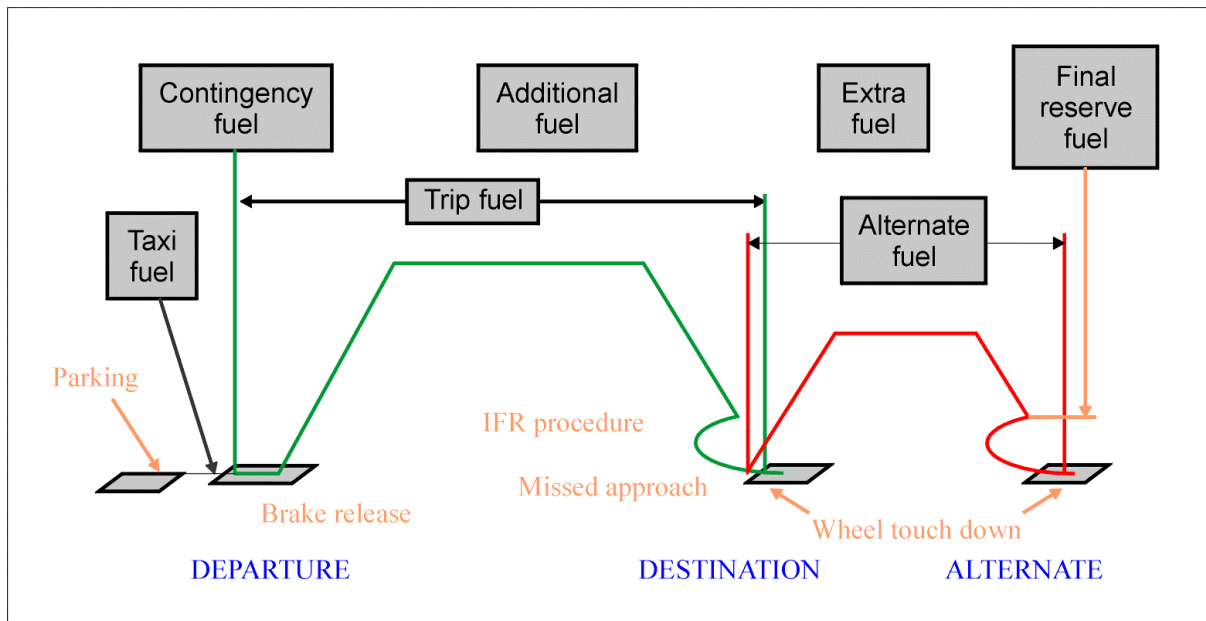 Contingency
fuel
Additional
fuel
Extra
fuel
Final
reserve
fuel
Trip fuel
Taxi
fuel
Alternate
fuel
Parking
IFR procedure
Missed approach
Brake release
Wheel touch down
DEPARTURE
DESTINATION
ALTERNATE